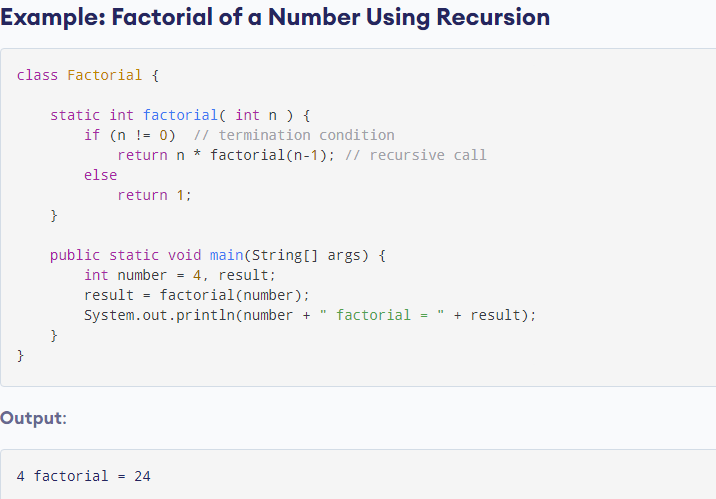 Example: Factorial of a Number Using Recursion
class Factorial {
static int factorial( int n ) {
if (n != 0)  // termination condition
return n * factorial(n-1); // recursive call
else
return 1;
}
public static void main(String[] args) {
int number = 4, result;
result = factorial(number);
System.out.println(number + " factorial = " + result);
}
}
Output:
4 factorial = 24